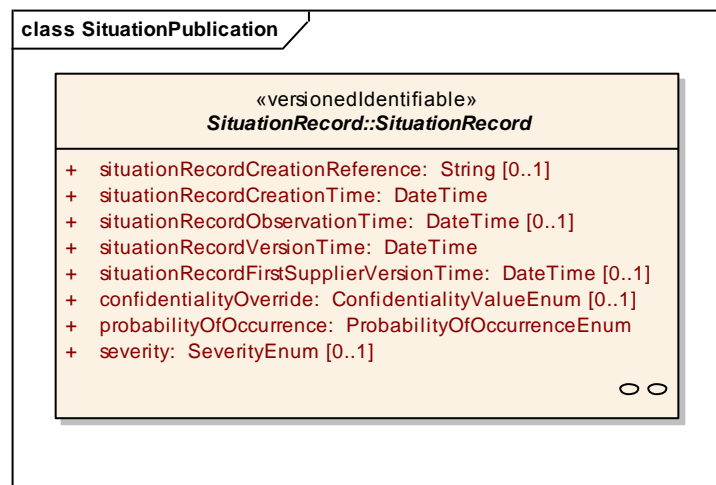 class SituationPublication
«versionedIdentifiable»
SituationRecord::SituationRecord
+ situationRecordCreationReference: String [0..1]
+ situationRecordCreationTime: DateTime
+ situationRecordObservationTime: DateTime [0..1]
+ situationRecordVersionTime: DateTime
+ situationRecordFirstSupplierVersionTime: DateTime [0..1]
+ confidentialityOverride: ConfidentialityValueEnum [0..1]
+ probabilityOfOccurrence: ProbabilityOfOccurrenceEnum
+ severity: SeverityEnum [0..1]